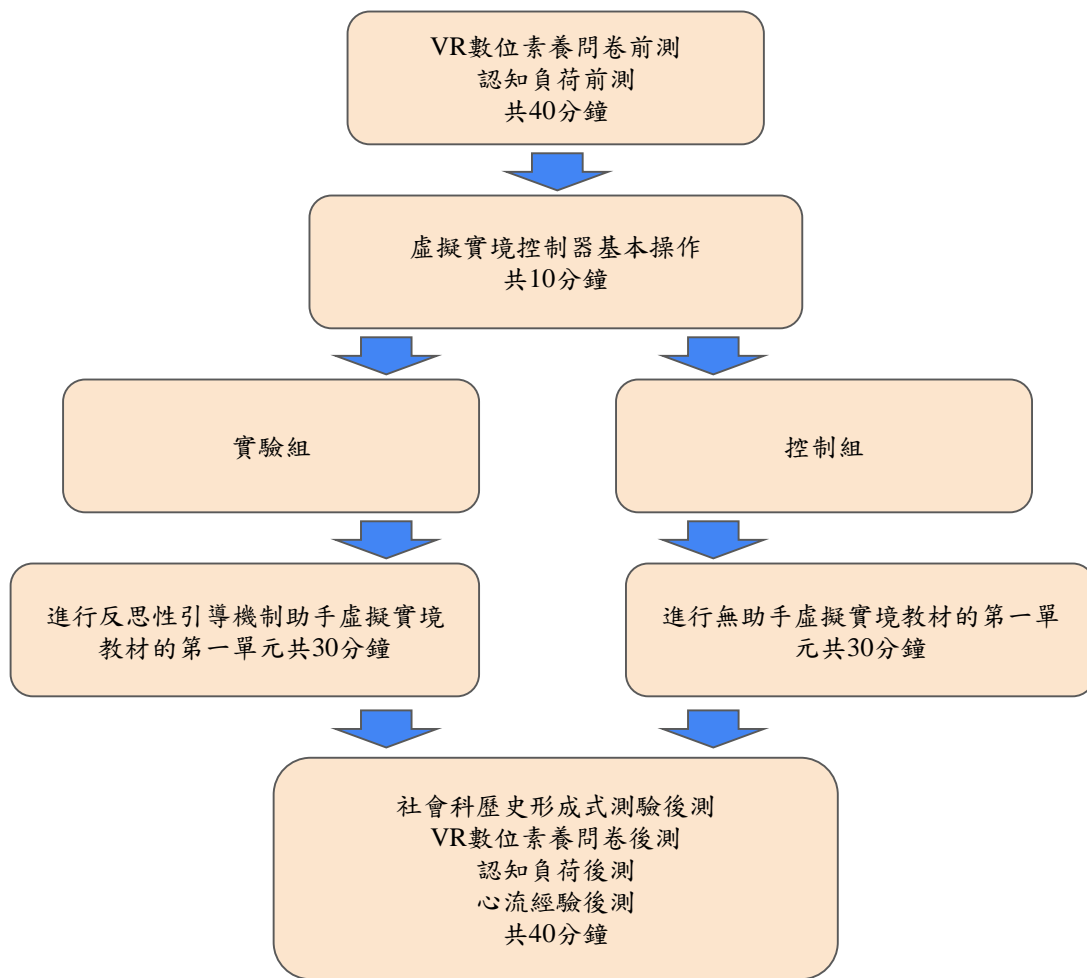 VR數位素養問卷前測
認知負荷前測
共40分鐘
虛擬實境控制器基本操作
共10分鐘
實驗組
控制組
進行反思性引導機制助手虛擬實境
教材的第一單元共30分鐘
進行無助手虛擬實境教材的第一單
元共30分鐘
社會科歷史形成式測驗後測
VR數位素養問卷後測
認知負荷後測
心流經驗後測
共40分鐘